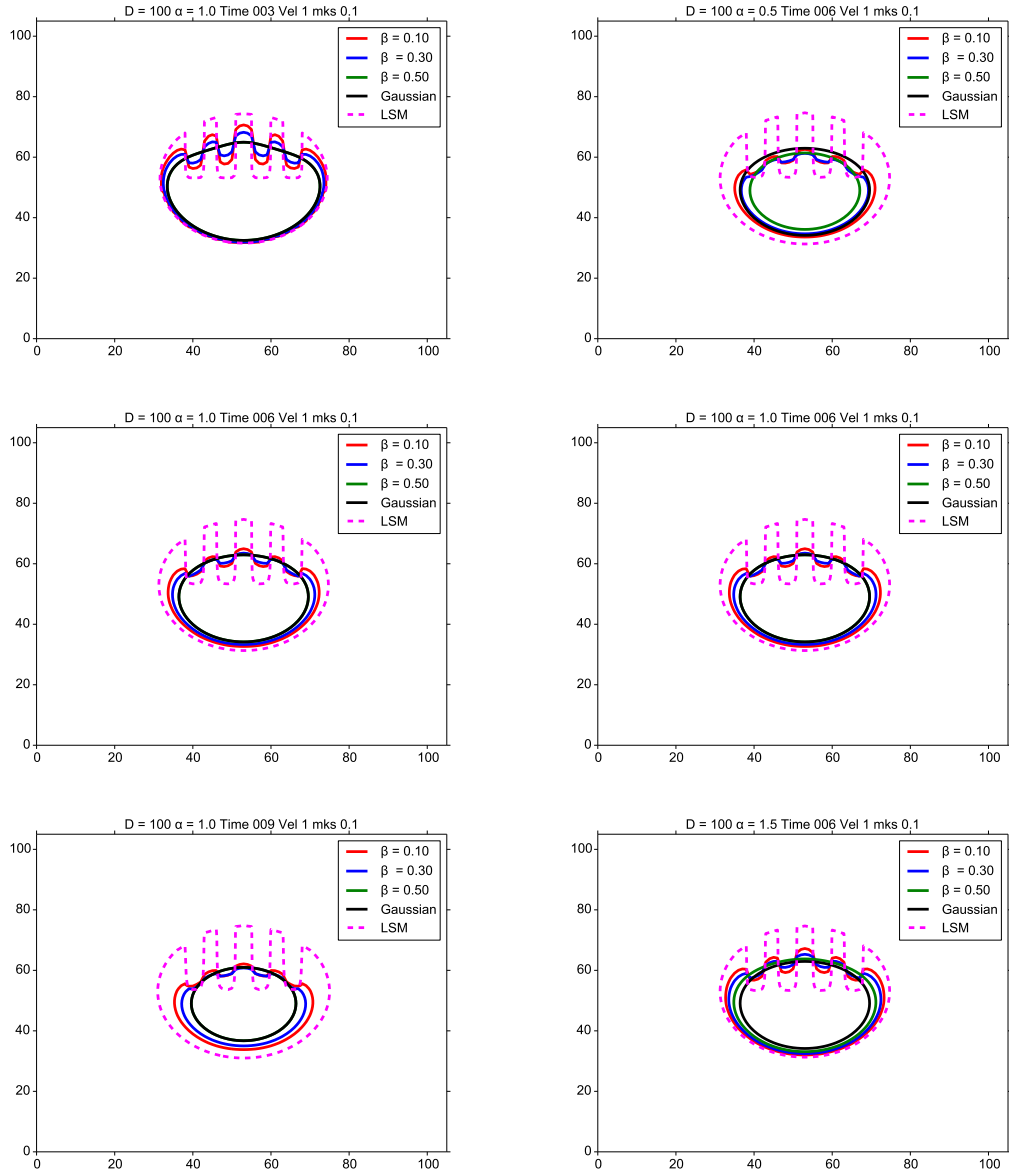 D = 100 α = 1.0 Time 003 Vel 1 mks 0.1
100
80
60
40
20
0
0 20 40 60 80 100
β = 0.10
β = 0.30
β = 0.50
Gaussian
LSM
D = 100 α = 0.5 Time 006 Vel 1 mks 0.1
100
80
60
40
20
0
0 20 40 60 80 100
β = 0.10
β = 0.30
β = 0.50
Gaussian
LSM
D = 100 α = 1.0 Time 006 Vel 1 mks 0.1
100
80
60
40
20
0
0 20 40 60 80 100
β = 0.10
β = 0.30
β = 0.50
Gaussian
LSM
D = 100 α = 1.0 Time 006 Vel 1 mks 0.1
100
80
60
40
20
0
0 20 40 60 80 100
β = 0.10
β = 0.30
β = 0.50
Gaussian
LSM
D = 100 α = 1.0 Time 009 Vel 1 mks 0.1
100
80
60
40
20
0
0 20 40 60 80 100
β = 0.10
β = 0.30
β = 0.50
Gaussian
LSM
D = 100 α = 1.5 Time 006 Vel 1 mks 0.1
100
80
60
40
20
0
0 20 40 60 80 100
β = 0.10
β = 0.30
β = 0.50
Gaussian
LSM